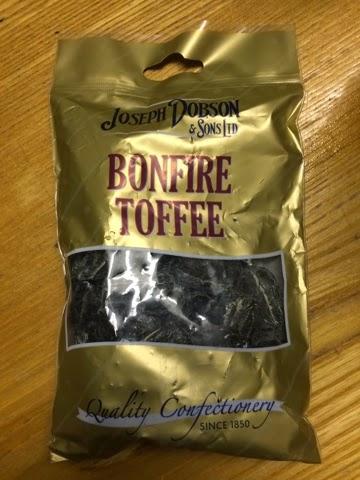 JOSEPH DOBSON
& SONS LTD
BONFIRE
TOFFEE
Quality Confectionery
SINCE 1850